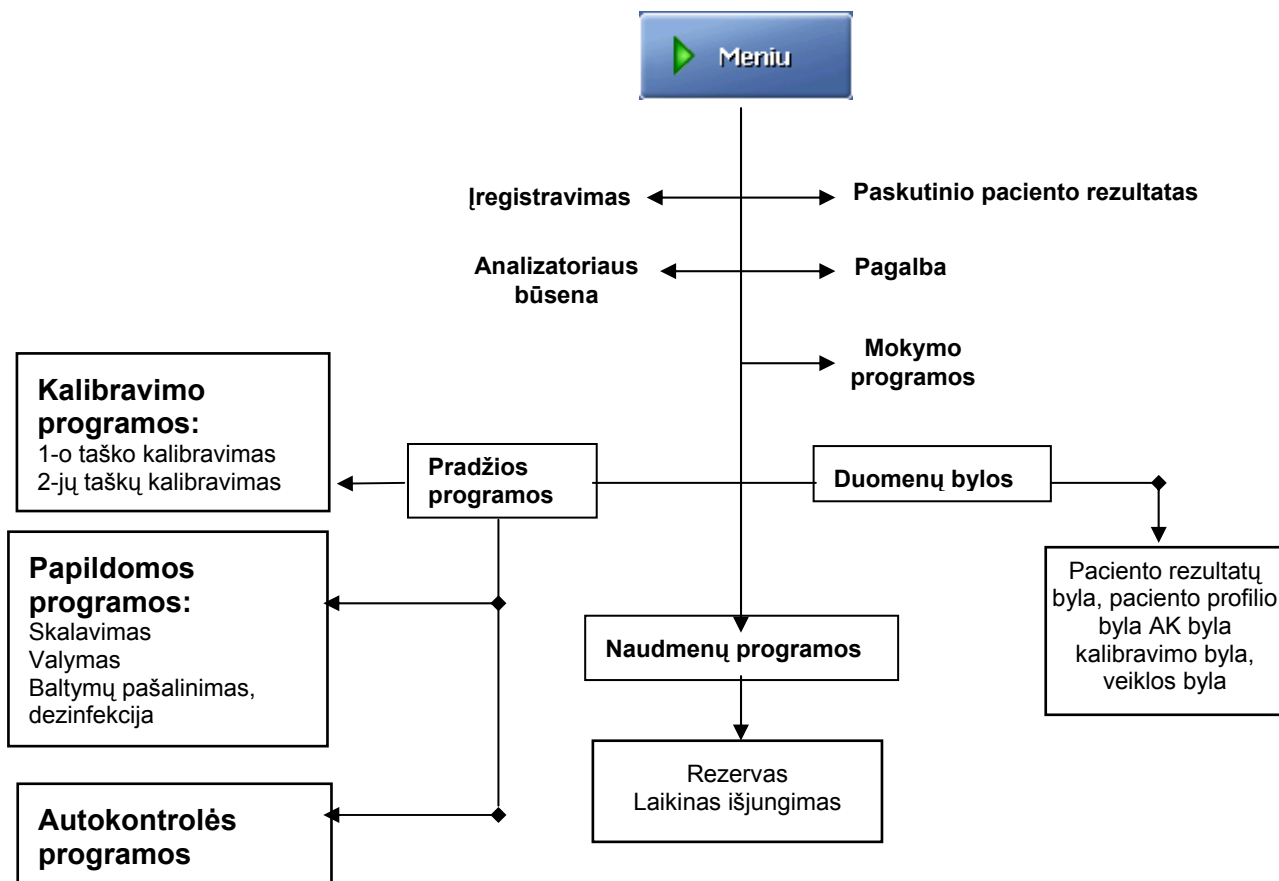 Meniu
Įregistravimas
Paskutinio paciento rezultatas
Analizatoriaus
būsena
Pagalba
Mokymo
programos
Kalibravimo
programos:
1-o taško kalibravimas
2-jų taškų kalibravimas
Pradžios
programos
Duomenų bylos
Papildomos
programos:
Skalavimas
Valymas
Baltymų pašalinimas,
dezinfekcija
Paciento rezultatų
byla, paciento profilio
byla AK byla
kalibravimo byla,
veiklos byla
Naudmenų programos
Rezervas
Laikinas išjungimas
Autokontrolės
programos